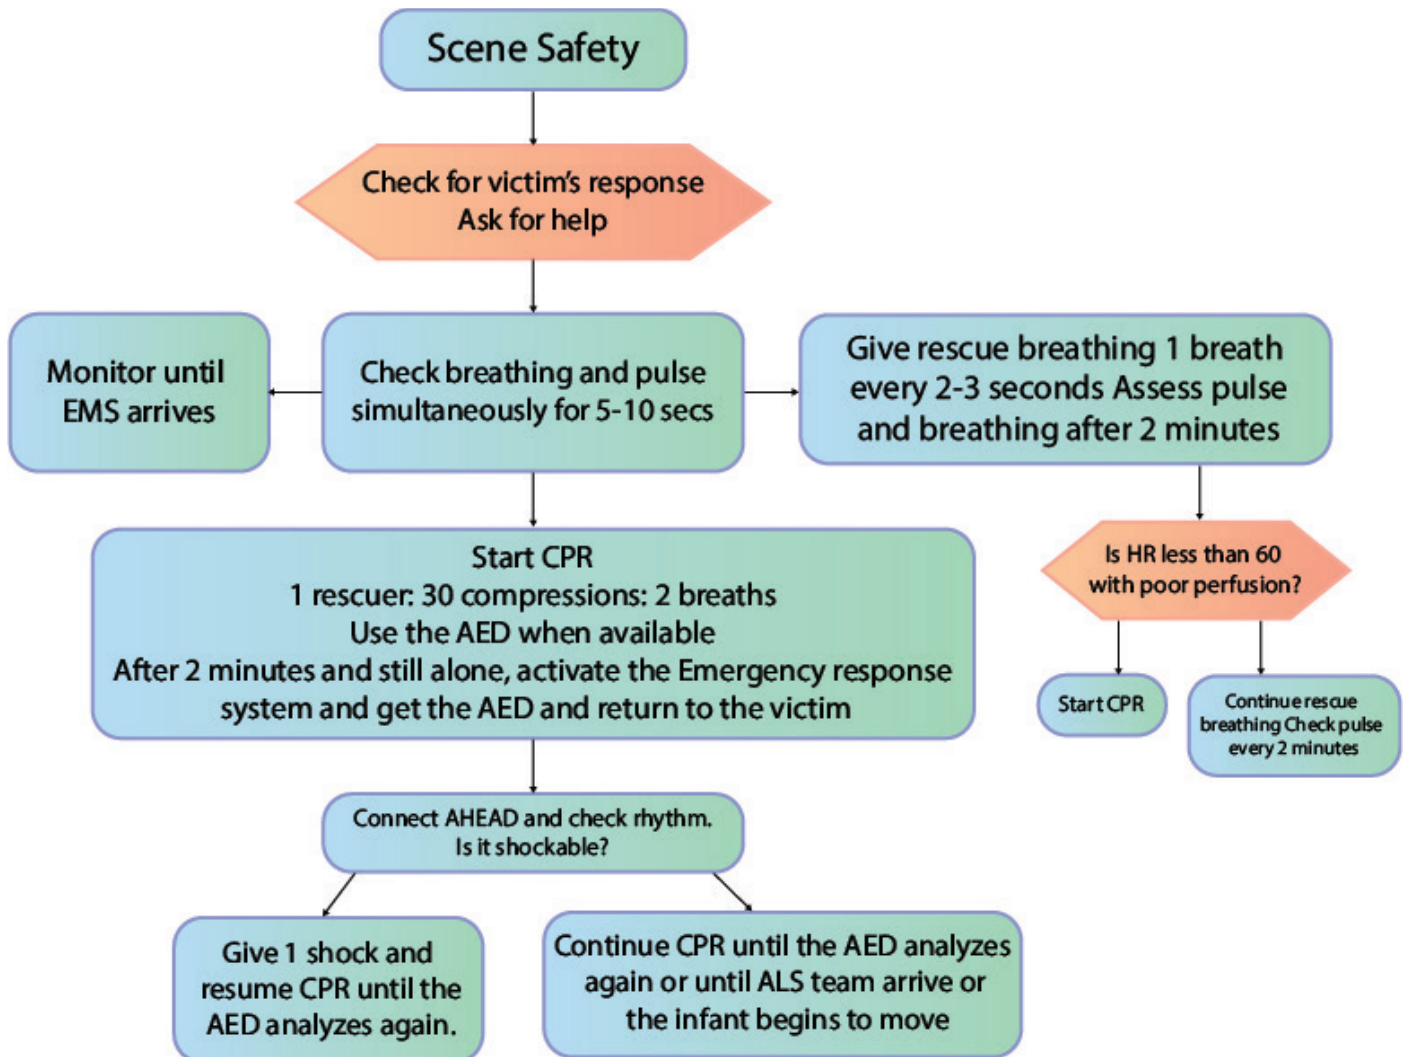 Scene Safety
Check for victim's response
Ask for help
Monitor until
EMS arrives
Check breathing and pulse
simultaneously for 5-10 secs
Give rescue breathing 1 breath
every 2-3 seconds Assess pulse
and breathing after 2 minutes
Start CPR
1 rescuer: 30 compressions: 2 breaths
Use the AED when available
After 2 minutes and still alone, activate the Emergency response
system and get the AED and return to the victim
Is HR less than 60
with poor perfusion?
Start CPR
Continue rescue
breathing Check pulse
every 2 minutes
Connect AHEAD and check rhythm.
Is it shockable?
Give 1 shock and
resume CPR until the
AED analyzes again.
Continue CPR until the AED analyzes
again or until ALS team arrive or
the infant begins to move